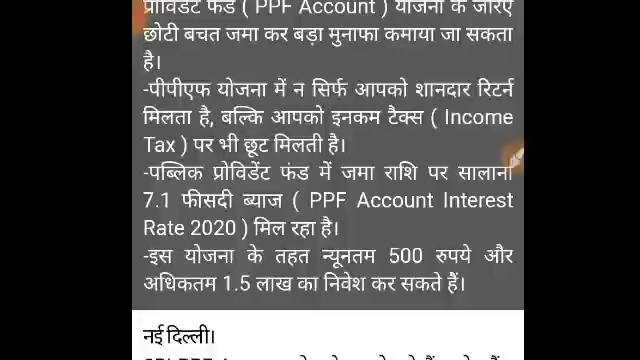 प्रोविडेंट फंड ( PPF Account ) योजना के जरिए
छोटी बचत जमा कर बड़ा मुनाफा कमाया जा सकता
है।
-पीपीएफ योजना में न सिर्फ आपको शानदार रिटर्न
मिलता है, बल्कि आपको इनकम टैक्स ( Income
Tax ) पर भी छूट मिलती है।
-पब्लिक प्रोविडेंट फंड में जमा राशि पर सालाना
7.1 फीसदी ब्याज ( PPF Account Interest
Rate 2020 ) मिल रहा है।
-इस योजना के तहत न्यूनतम 500 रुपये और
अधिकतम 1.5 लाख का निवेश कर सकते हैं।
नई दिल्ली।